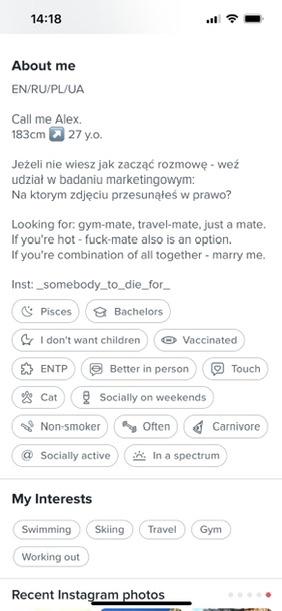 14:18
About me
EN/RU/PL/UA
Call me Alex.
183cm ↗ 27 y.o.
Jeżeli nie wiesz jak zacząć rozmowę - weź
udział w badaniu marketingowym:
Na ktorym zdjęciu przesunąłeś w prawo?
Looking for: gym-mate, travel-mate, just a mate.
If you're hot - fuck-mate also is an option.
If you're combination of all together - marry me.
Inst: _somebody_to_die_for_
Pisces Bachelors
I don't want children Vaccinated
ENTP Better in person Touch
Cat Socially on weekends
Non-smoker Often Carnivore
Socially active In a spectrum
My Interests
Swimming Skiing Travel Gym
Working out
Recent Instagram photos